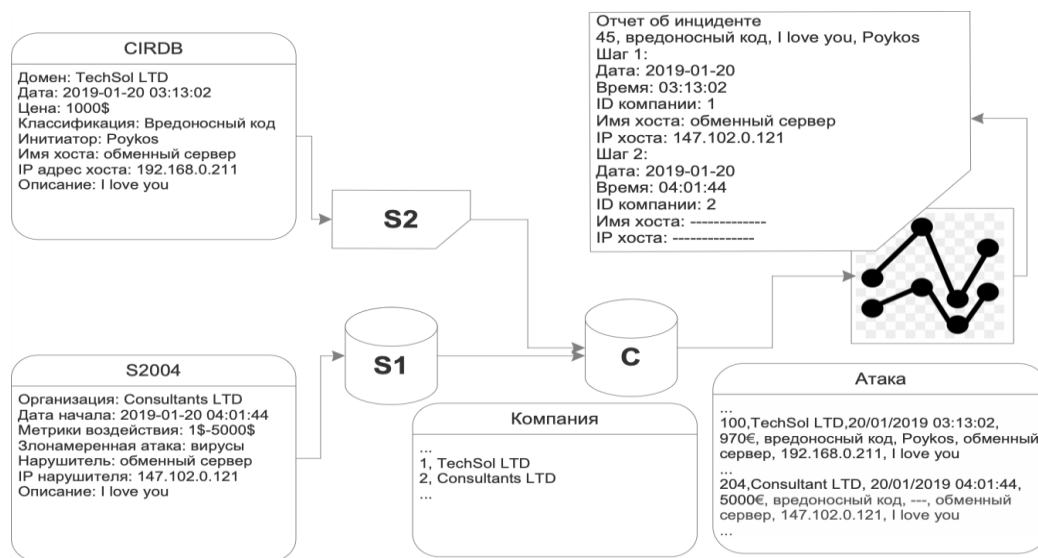 CIRDB
Домен: TechSol LTD
Дата: 2019-01-20 03:13:02
Цена: 1000$
Классификация: Вредоносный код
Инитиатор: Poykos
Имя хоста: обменный сервер
IP адрес хоста: 192.168.0.211
Описание: I love you
S2
Отчет об инциденте
45, вредоносный код, I love you, Poykos
Шаг 1:
Дата: 2019-01-20
Время: 03:13:02
ID компании: 1
Имя хоста: обменный сервер
IP хоста: 147.102.0.121
Шаг 2:
Дата: 2019-01-20
Время: 04:01:44
ID компании: 2
Имя хоста: -------------
IP хоста: --------------
S2004
Организация: Consultants LTD
Дата начала: 2019-01-20 04:01:44
Метрики воздействия: 1$-5000$
Злонамеренная атака: вирусы
Нарушитель: обменный сервер
IP нарушителя: 147.102.0.121
Описание: I love you
S1
C
Компания
...
1, TechSol LTD
2, Consultants LTD
...
Атака
...
100,TechSol LTD,20/01/2019 03:13:02,
970€, вредоносный код, Poykos, обменный
сервер, 192.168.0.211, I love you
...
204,Consultant LTD, 20/01/2019 04:01:44,
5000€, вредоносный код, ---, обменный
сервер, 147.102.0.121, I love you
...